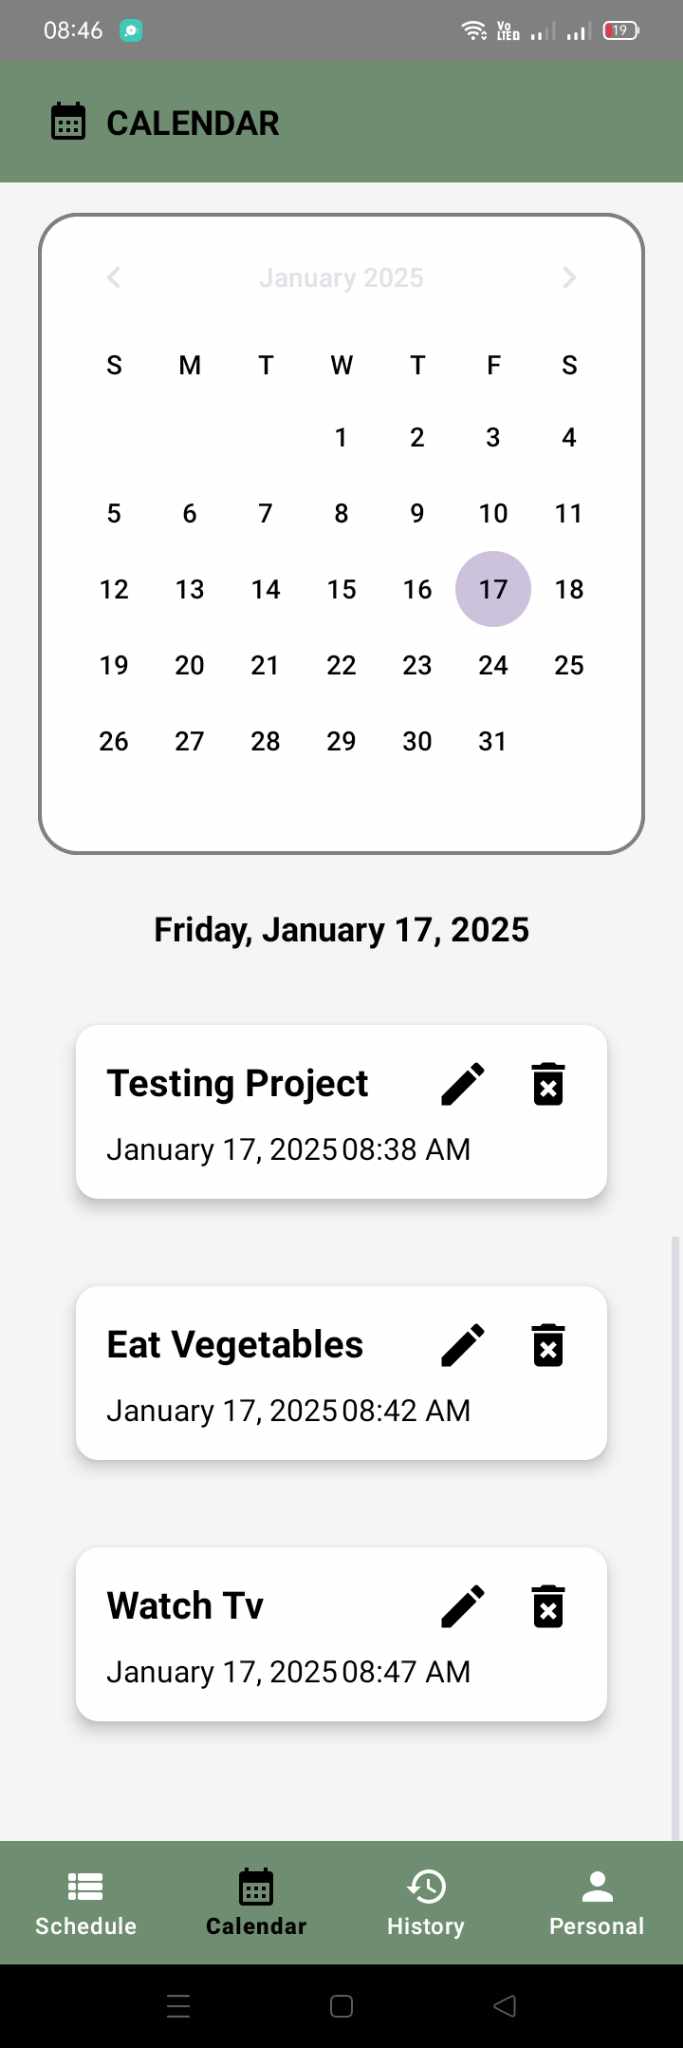 08:46
Vo
LTED
19
CALENDAR
January 2025
S M T W T F S
1 2 3 4
5 6 7 8 9 10 11
12 13 14 15 16 17 18
19 20 21 22 23 24 25
26 27 28 29 30 31
Friday, January 17, 2025
Testing Project
January 17, 2025 08:38 AM
Eat Vegetables
January 17, 2025 08:42 AM
Watch Tv
January 17, 2025 08:47 AM
Schedule Calendar History Personal